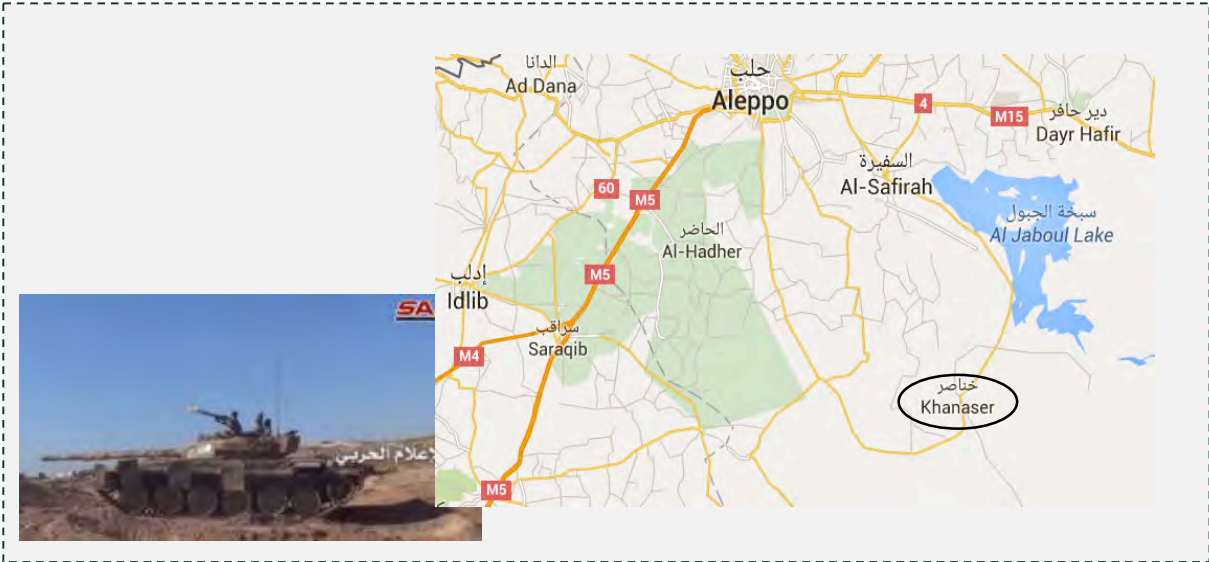 الدانا
Ad Dana
حلب
Aleppo
4
M15
دير حافر
Dayr Hafir
السفيرة
Al-Safirah
60
M5
سبخة الجبول
Al Jaboul Lake
الحاضر
Al-Hadher
M5
إدلب
Idlib
سراقب
Saraqib
M4
خناصر
Khanaser
M5
SA
الحربي